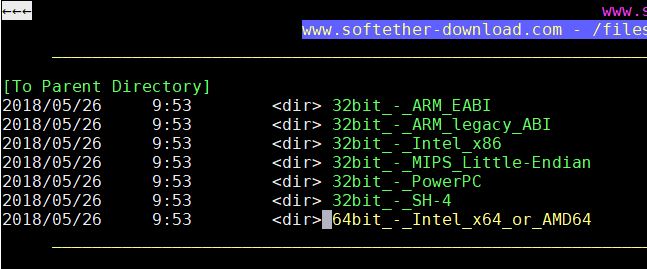 ←←← www.s
www.softether-download.com - /files
[To Parent Directory]
2018/05/26 9:53 <dir> 32bit_-_ARM_EABI
2018/05/26 9:53 <dir> 32bit_-_ARM_legacy_ABI
2018/05/26 9:53 <dir> 32bit_-_Intel_x86
2018/05/26 9:53 <dir> 32bit_-_MIPS_Little-Endian
2018/05/26 9:53 <dir> 32bit_-_PowerPC
2018/05/26 9:53 <dir> 32bit_-_SH-4
2018/05/26 9:53 <dir> 64bit_-_Intel_x64_or_AMD64